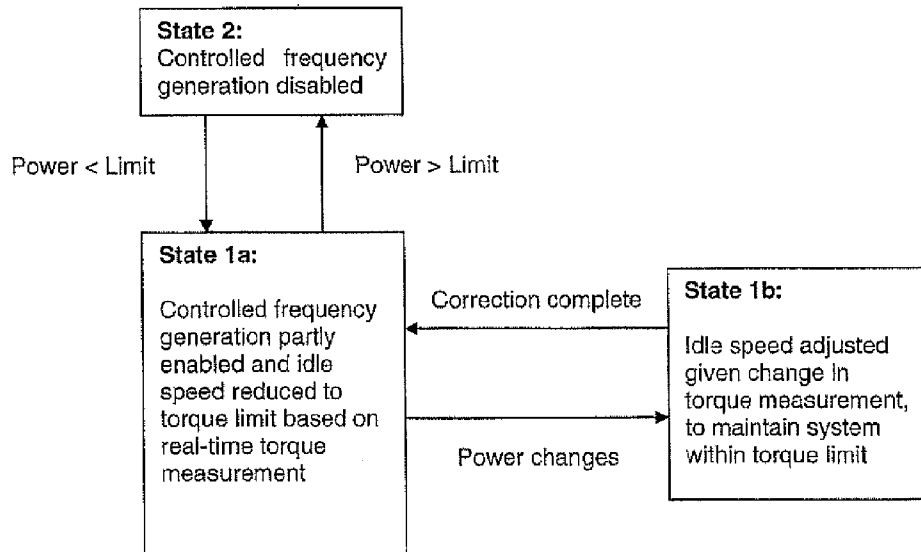 State 2:
Controlled frequency
generation disabled
Power < Limit
Power > Limit
State 1a:
Controlled frequency
generation partly
enabled and idle
speed reduced to
torque limit based on
real-time torque
measurement
Correction complete
Power changes
State 1b:
Idle speed adjusted
given change in
torque measurement,
to maintain system
within torque limit